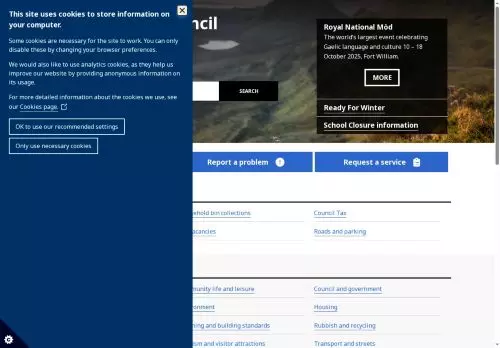 This site uses cookies to store information on
your computer.
Some cookies are necessary for the site to work. You can only
disable these by changing your browser preferences.
We would also like to use analytics cookies, as they help us
improve our website by providing anonymous information on
its usage.
For more detailed information about the cookies we use, see
our Cookies page.
OK to use our recommended settings
Only use necessary cookies
ncil
SEARCH
Royal National Mòd
The world's largest event celebrating
Gaelic language and culture 10 – 18
October 2025, Fort William.
MORE
Ready For Winter
School Closure information
Report a problem
Request a service
ehold bin collections
Council Tax
acancies
Roads and parking
munity life and leisure
Council and government
onment
Housing
ning and building standards
Rubbish and recycling
ism and visitor attractions
Transport and streets